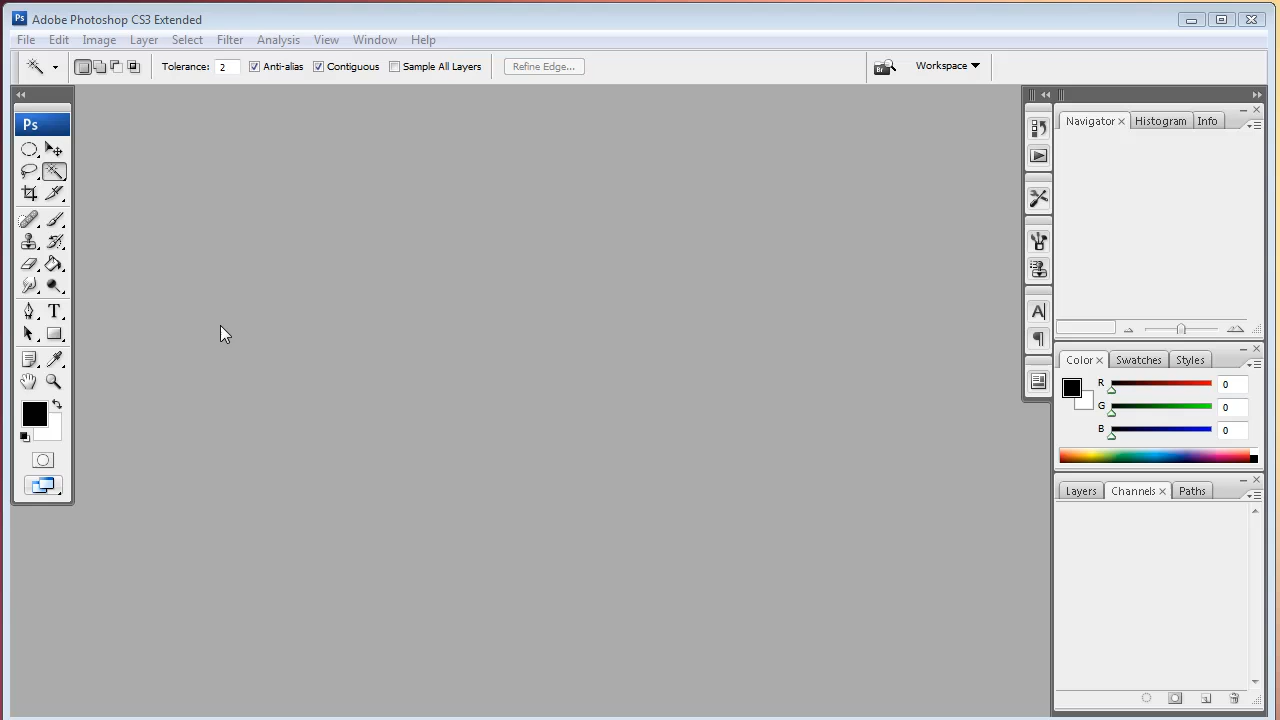 Ps Adobe Photoshop CS3 Extended
File Edit Image Layer Select Filter Analysis View Window Help
Tolerance: 2 Anti-alias Contiguous Sample All Layers Refine Edge... Br Workspace
Ps
Navigator Histogram Info
T
A
Color Swatches Styles
R 0
G 0
B 0
Layers Channels Paths